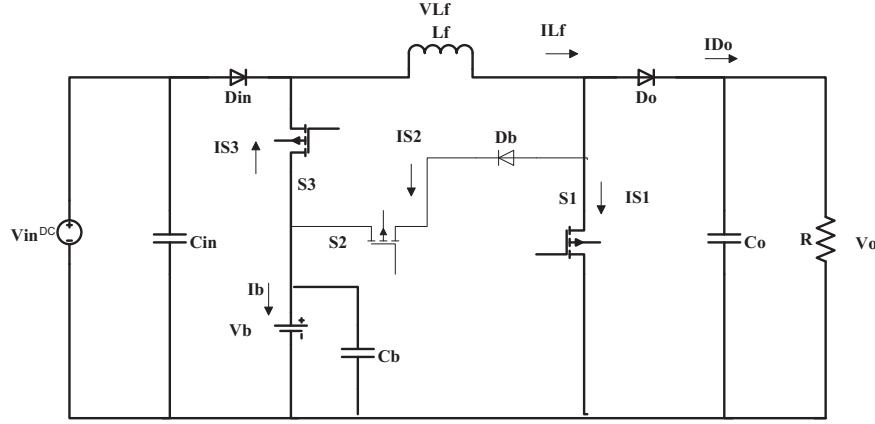 VLf
Lf
ILf
IDo
Din
Do
IS3
IS2
Db
S3
S1
IS1
Vin
DC
Cin
S2
Co
R
Vo
Ib
Vb
Cb